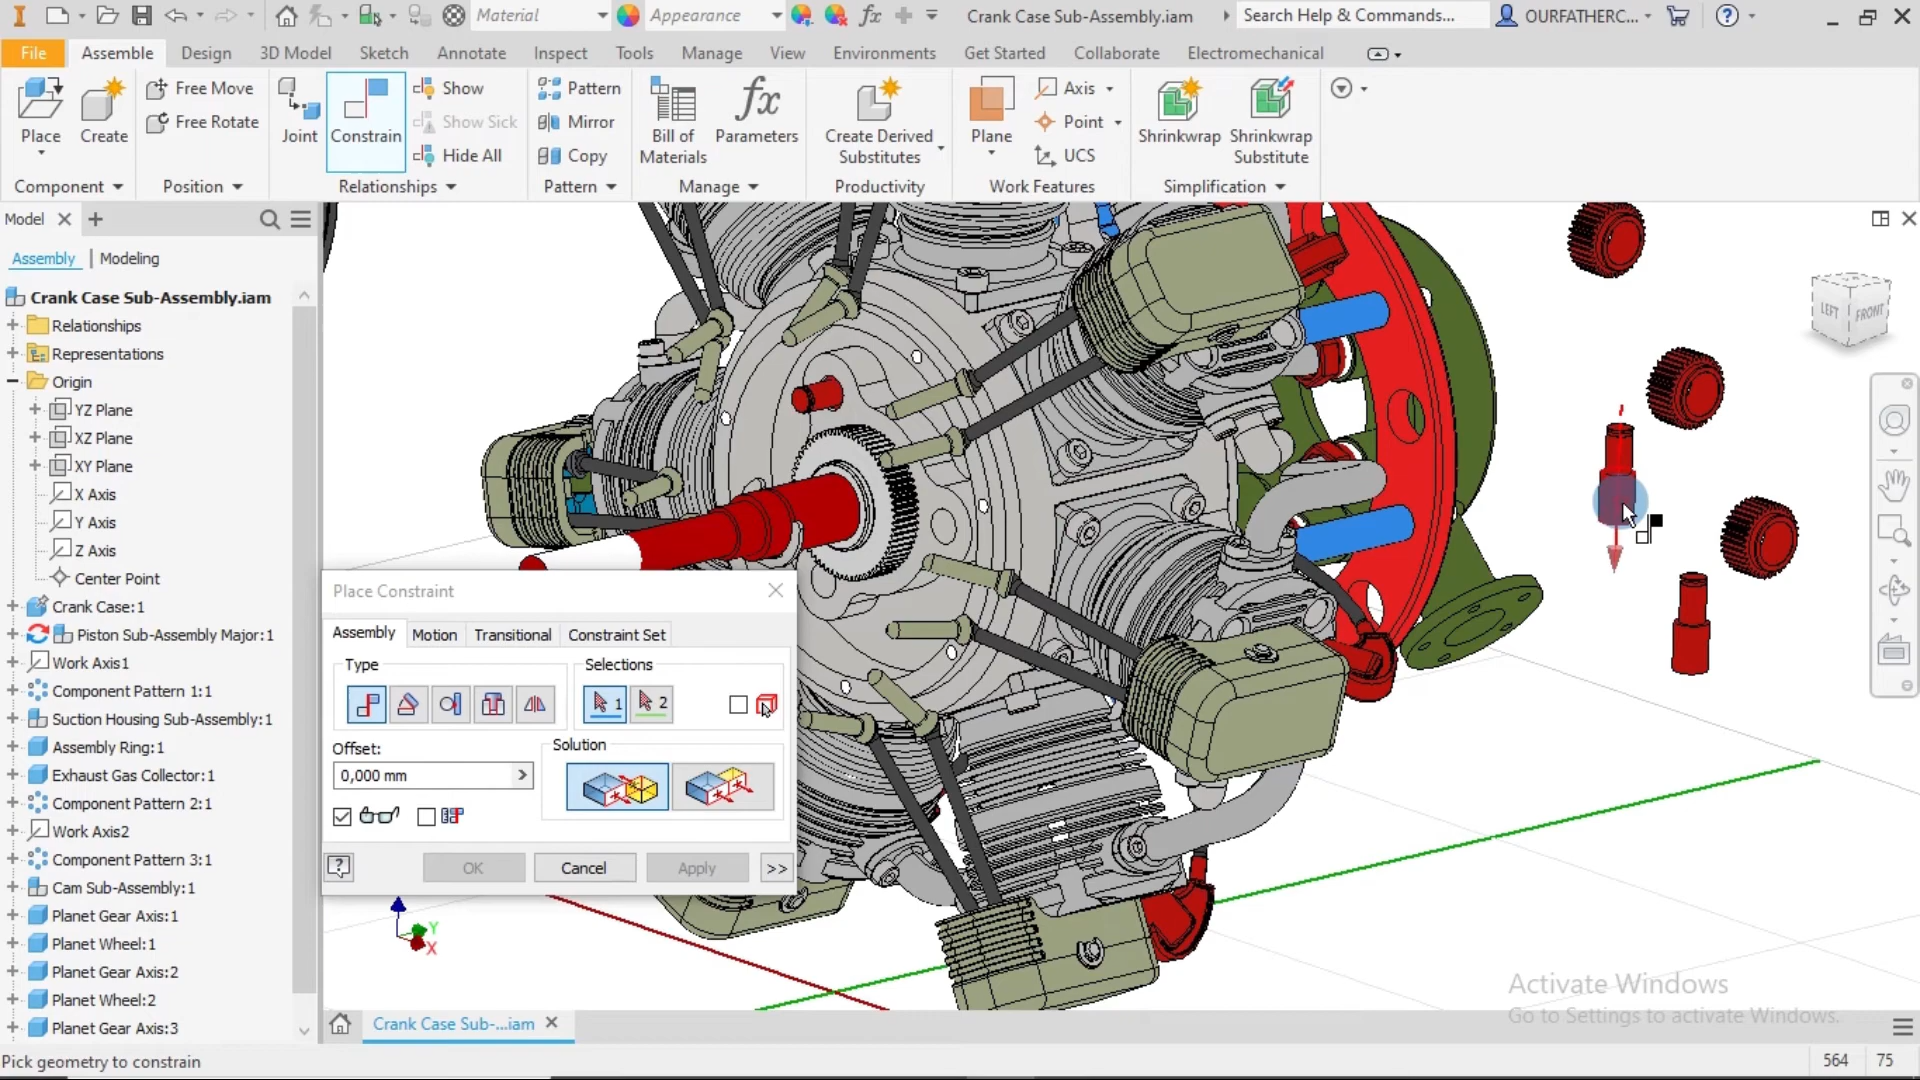 Material
Appearance
Crank Case Sub-Assembly.iam
Search Help & Commands...
OURFATHERC...
File
Assemble
Design
3D Model
Sketch
Annotate
Inspect
Tools
Manage
View
Environments
Get Started
Collaborate
Electromechanical
Place
Create
Free Move
Free Rotate
Joint
Constrain
Show
Show Sick
Hide All
Pattern
Mirror
Copy
Bill of
Materials
Parameters
Create Derived
Substitutes
Plane
Axis
Point
UCS
Shrinkwrap
Shrinkwrap
Substitute
Component
Position
Relationships
Pattern
Manage
Productivity
Work Features
Simplification
Model
Assembly
Modeling
Crank Case Sub-Assembly.iam
Relationships
Representations
Origin
YZ Plane
XZ Plane
XY Plane
X Axis
Y Axis
Z Axis
Center Point
Crank Case:1
Piston Sub-Assembly Major:1
Work Axis1
Component Pattern 1:1
Suction Housing Sub-Assembly:1
Assembly Ring:1
Exhaust Gas Collector:1
Component Pattern 2:1
Work Axis2
Component Pattern 3:1
Cam Sub-Assembly:1
Planet Gear Axis:1
Planet Wheel:1
Planet Gear Axis:2
Planet Wheel:2
Planet Gear Axis:3
LEFT
FRONT
Place Constraint
Assembly
Motion
Transitional
Constraint Set
Type
Selections
1
2
Offset:
0,000 mm
Solution
OK
Cancel
Apply
>>
Y
X
Activate Windows
Go to Settings to activate Windows.
Crank Case Sub-...iam
Pick geometry to constrain
564
75